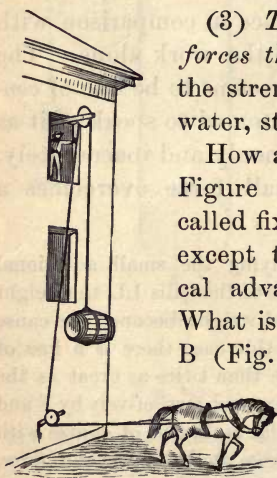 (3) T
forces th
the stren
water, st
How a
Figure
called fix
except t
cal adva
What is
B (Fig.